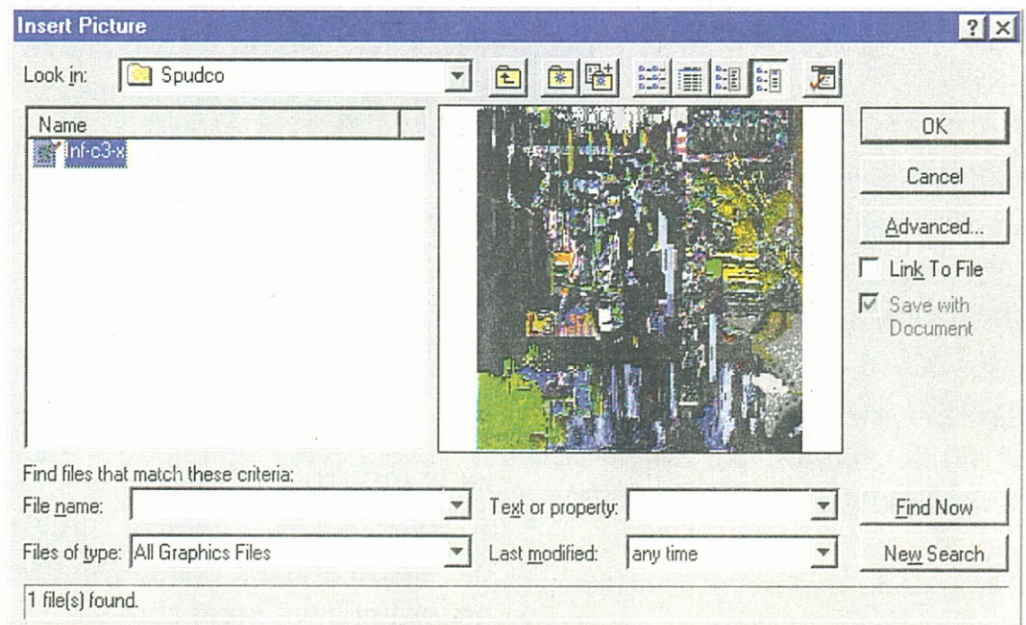 Insert Picture
Look in: Spudco
Name
nf-c3-x
OK
Cancel
Advanced...
Link To File
Save with
Document
Find files that match these criteria:
File name:
Text or property:
Find Now
Files of type: All Graphics Files
Last modified: any time
New Search
1 file(s) found.